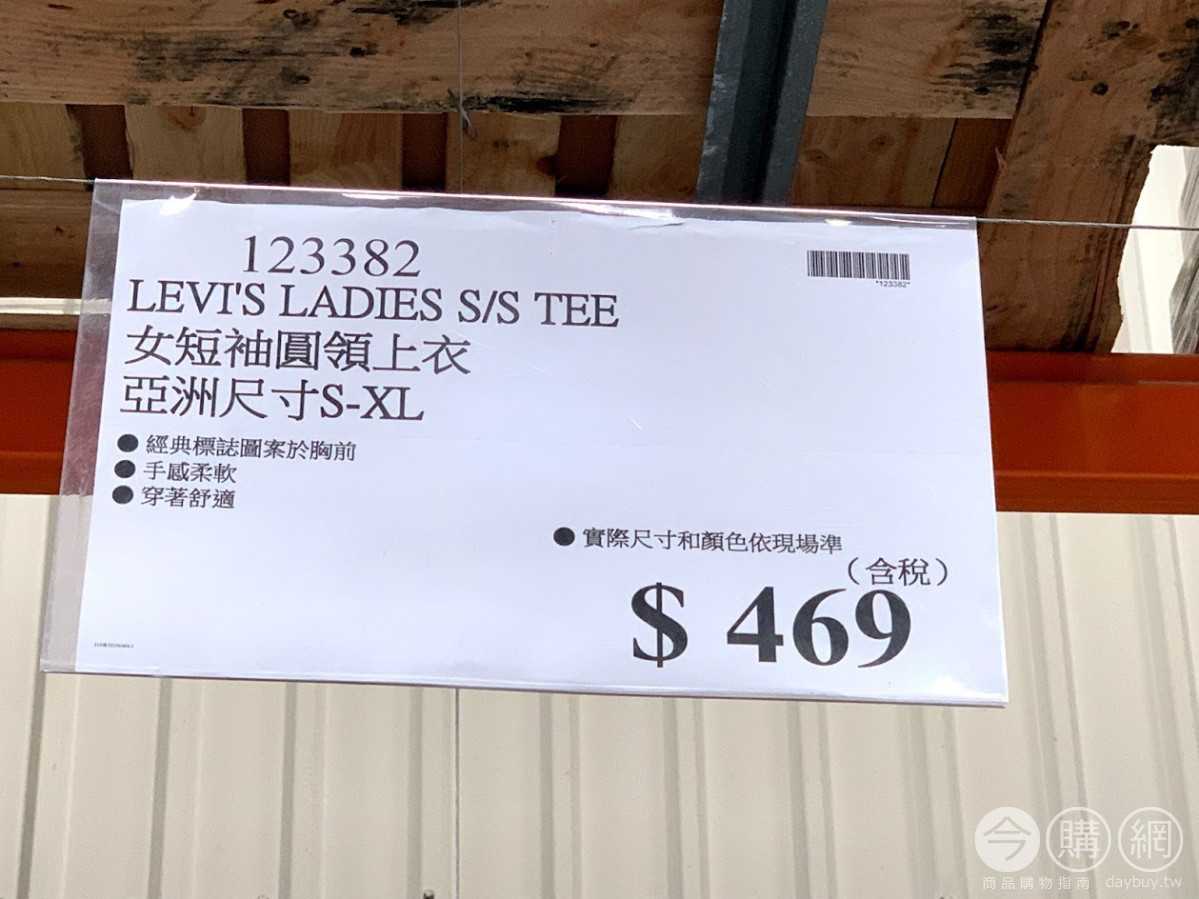 123382
LEVI'S LADIES S/S TEE
女短袖圓領上衣
亞洲尺寸S-XL
● 經典標誌圖案於胸前
● 手感柔軟
● 穿著舒適
"123382"
● 實際尺寸和顏色依現場準
(含稅)
$ 469
今購網
商品購物指南 daybuy.tw